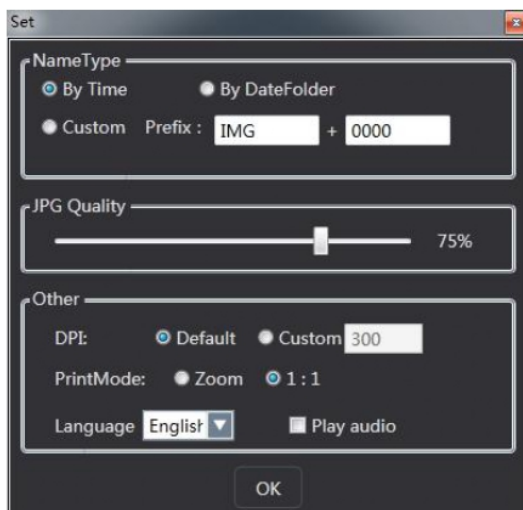 Set
NameType
By Time By DateFolder
Custom Prefix : IMG + 0000
JPG Quality
75%
Other
DPI: Default Custom 300
PrintMode: Zoom 1 : 1
Language English Play audio
OK